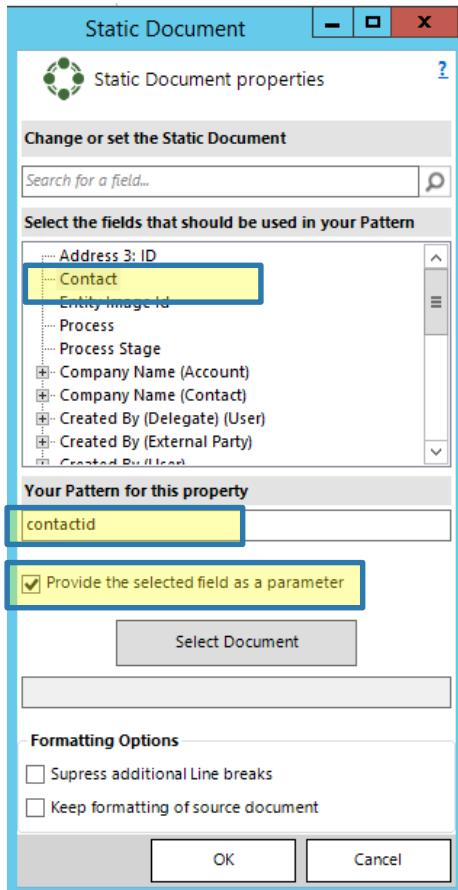 Static Document
x
Static Document properties
?
Change or set the Static Document
Search for a field...
Select the fields that should be used in your Pattern
Address 3: ID
Contact
Entity Image Id
Process
Process Stage
Company Name (Account)
Company Name (Contact)
Created By (Delegate) (User)
Created By (External Party)
Created By (User)
Your Pattern for this property
contactid
Provide the selected field as a parameter
Select Document
Formatting Options
Supress additional Line breaks
Keep formatting of source document
OK
Cancel